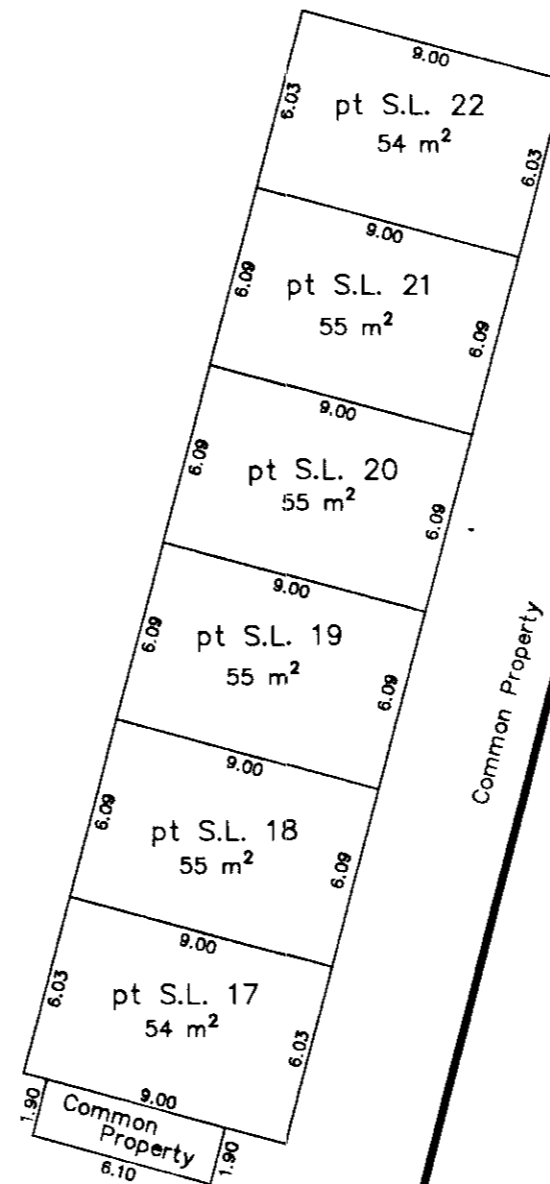 9.00
6.03
pt S.L. 22
54 m²
6.03
9.00
6.09
pt S.L. 21
55 m²
6.09
9.00
6.09
pt S.L. 20
55 m²
6.09
9.00
6.09
pt S.L. 19
55 m²
6.09
Common Property
9.00
6.09
pt S.L. 18
55 m²
6.09
9.00
6.03
pt S.L. 17
54 m²
6.03
9.00
1.90
Common
Property
1.90
6.10